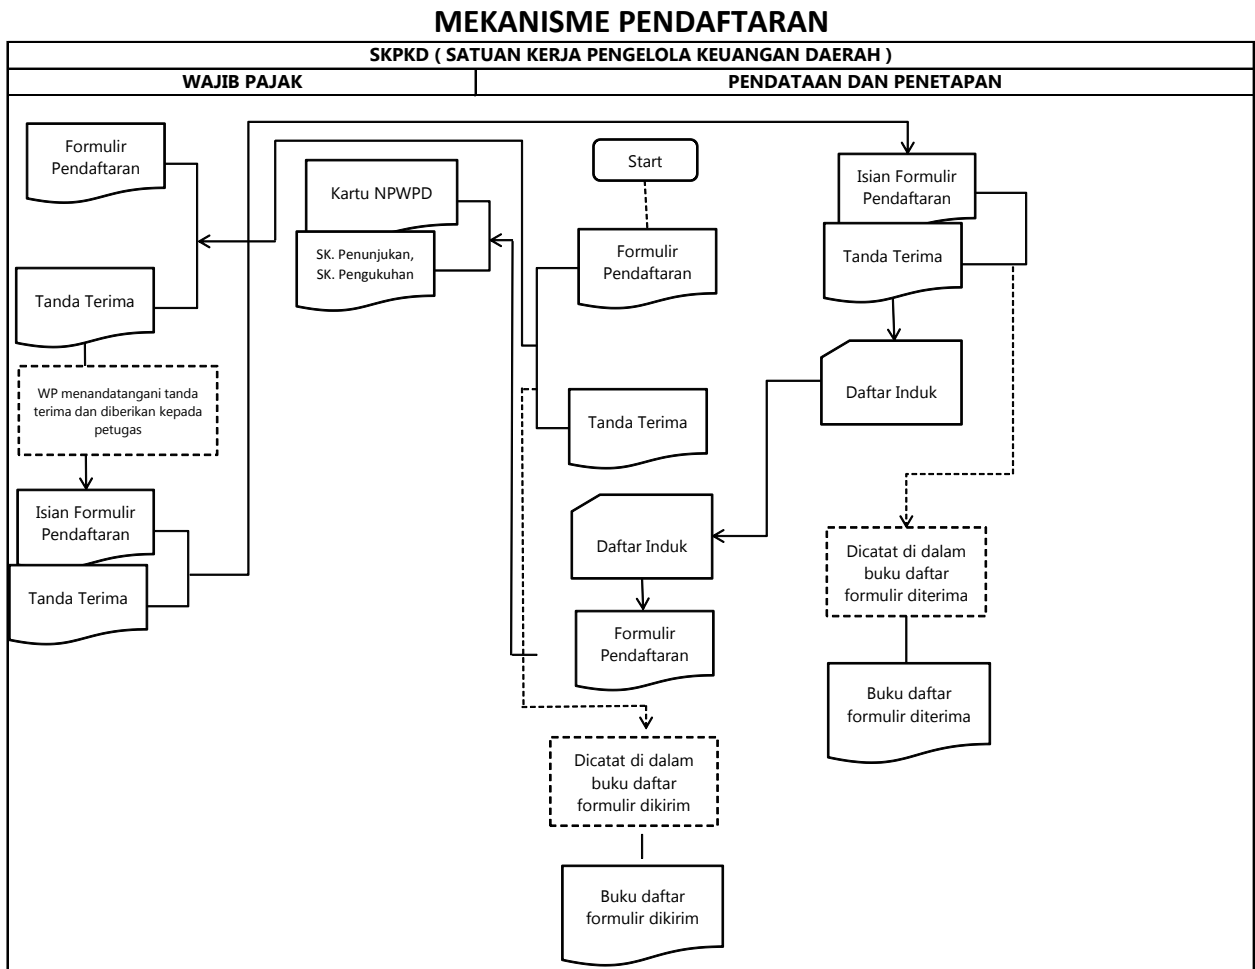 MEKANISME PENDAFTARAN
SKPKD ( SATUAN KERJA PENGELOLA KEUANGAN DAERAH )
WAJIB PAJAK
PENDATAAN DAN PENETAPAN
Formulir
Pendaftaran
Tanda Terima
WP menandatangani tanda
terima dan diberikan kepada
petugas
Isian Formulir
Pendaftaran
Tanda Terima
Kartu NPWPD
SK. Penunjukan,
SK. Pengukuhan
Start
Formulir
Pendaftaran
Tanda Terima
Daftar Induk
Formulir
Pendaftaran
Dicatat di dalam
buku daftar
formulir dikirim
Buku daftar
formulir dikirim
Isian Formulir
Pendaftaran
Tanda Terima
Daftar Induk
Dicatat di dalam
buku daftar
formulir diterima
Buku daftar
formulir diterima